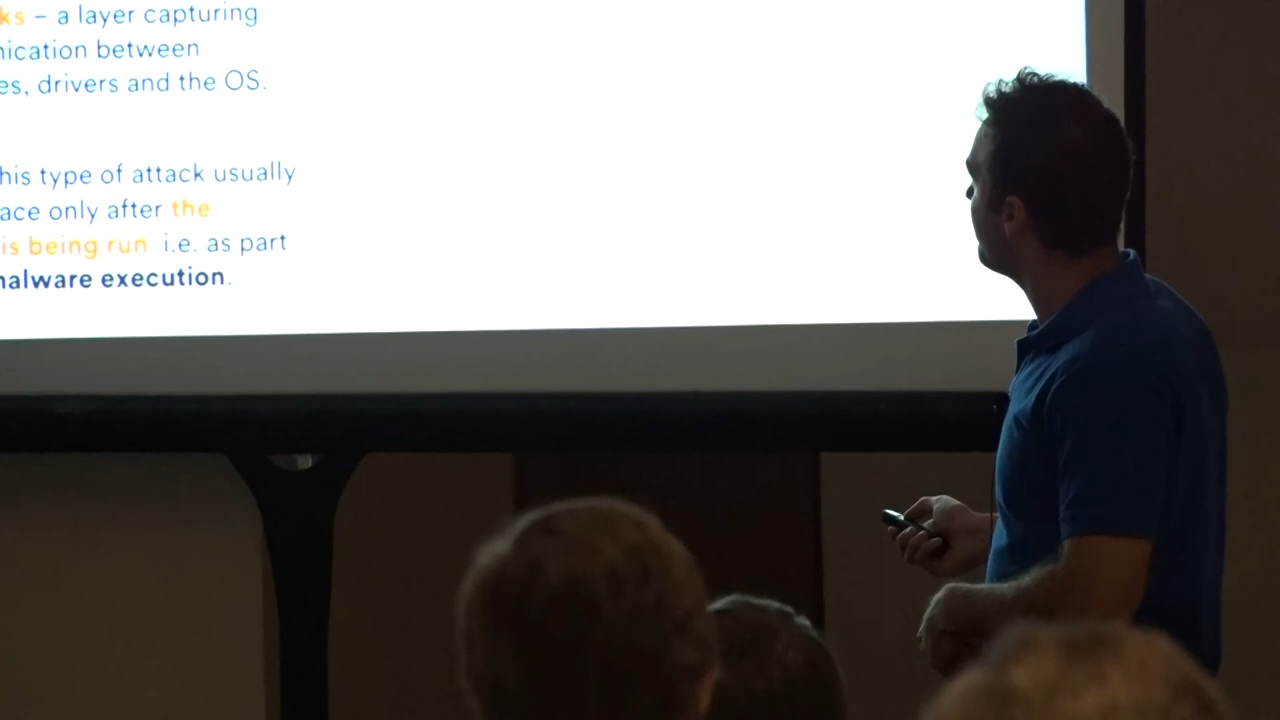 ks – a layer capturing
nication between
es, drivers and the OS.
his type of attack usually
ace only after the
is being run i.e. as part
malware execution.